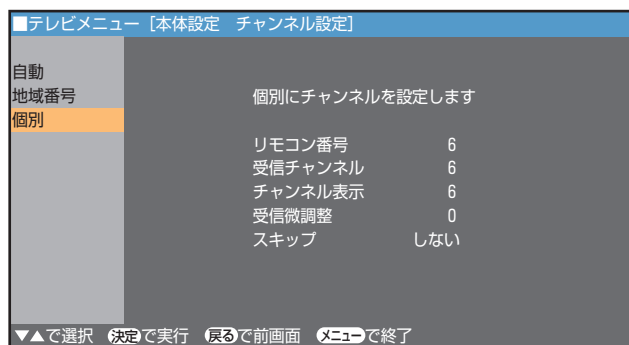 ■テレビメニュー [本体設定　チャンネル設定]
自動
地域番号
個別
個別にチャンネルを設定します
リモコン番号　6
受信チャンネル　6
チャンネル表示　6
受信微調整　0
スキップ　しない
▼▲で選択　決定で実行　戻るで前画面　メニューで終了